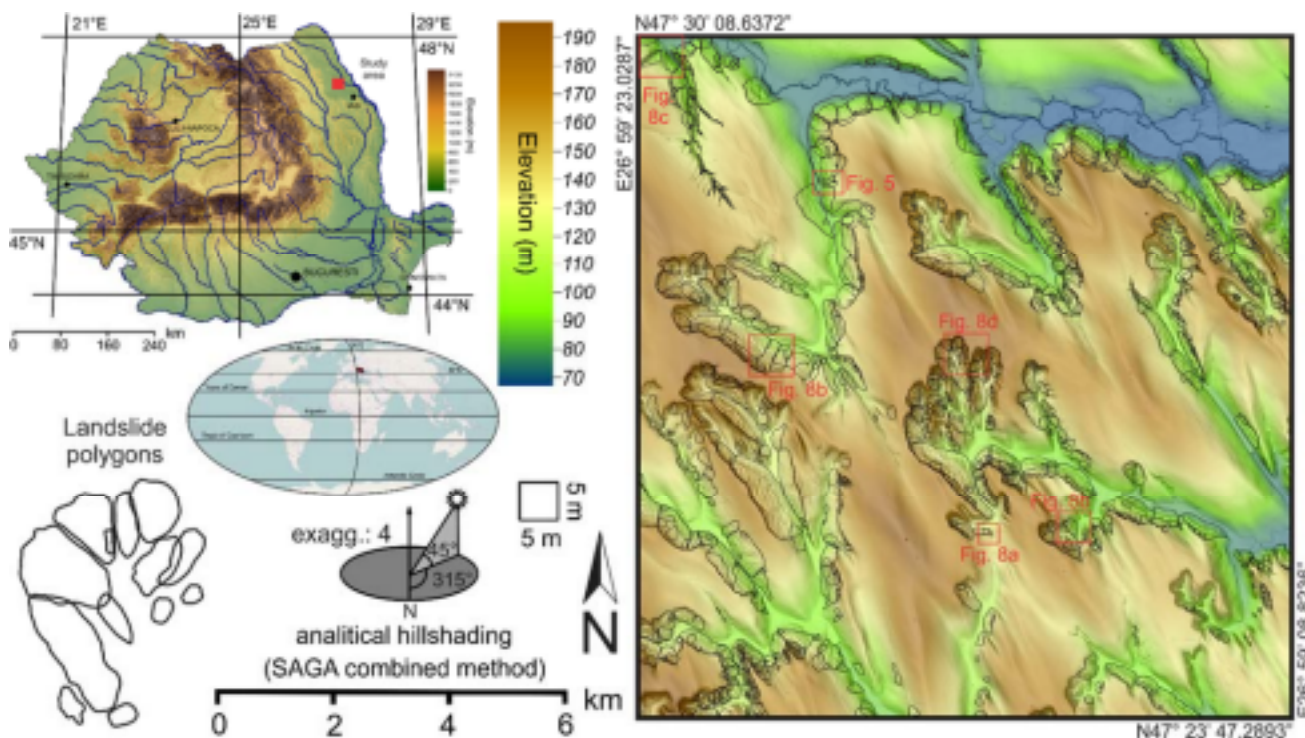 21°E
25°E
29°E
48°N
Study
area
Elevation (m)
45°N
BUCURESTI
44°N
km
0 80 160 240
190
170
160
150
140
130
120
110
100
90
80
70
Elevation (m)
Landslide
polygons
exagg.: 4
45°
315°
N
analitical hillshading
(SAGA combined method)
5 m
5 m
N
0 2 4 6 km
N47° 30' 08.6372"
E26° 59' 23.0287"
Fig.
8c
Fig. 5
Fig. 8d
Fig. 8b
Fig. 8a
N47° 23' 47.2893"